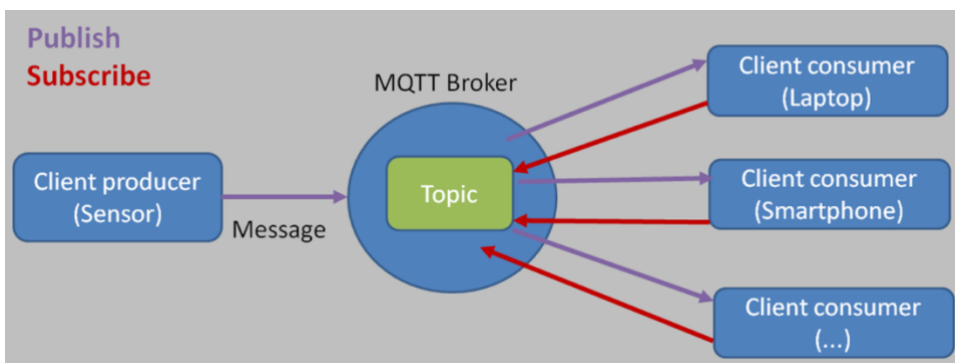 Publish
Subscribe
MQTT Broker
Client producer
(Sensor)
Message
Topic
Client consumer
(Laptop)
Client consumer
(Smartphone)
Client consumer
(...)